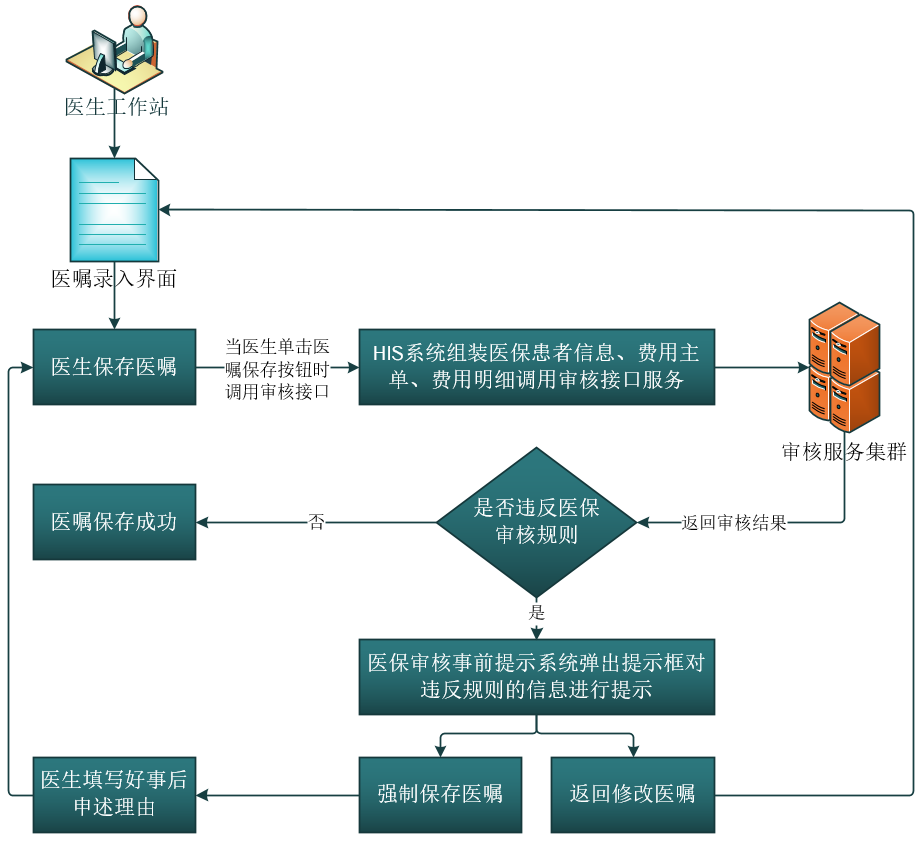 医生工作站
医嘱录入界面
医生保存医嘱
当医生单击医
嘱保存按钮时
调用审核接口
HIS系统组装医保患者信息、费用主
单、费用明细调用审核接口服务
审核服务集群
医嘱保存成功
否
是否违反医保
审核规则
返回审核结果
是
医保审核事前提示系统弹出提示框对
违反规则的信息进行提示
医生填写好事后
申述理由
强制保存医嘱
返回修改医嘱